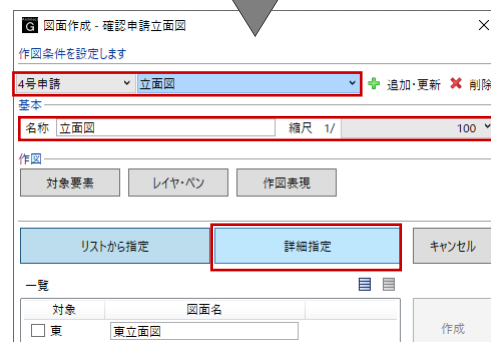 G 図面作成 - 確認申請立面図 ×
作図条件を設定します
4号申請 立面図 追加・更新 削除
基本
名称 立面図 縮尺 1/ 100
作図
対象要素 レイヤ・ペン 作図表現
リストから指定 詳細指定 キャンセル
一覧
対象 図面名
東 東立面図 作成